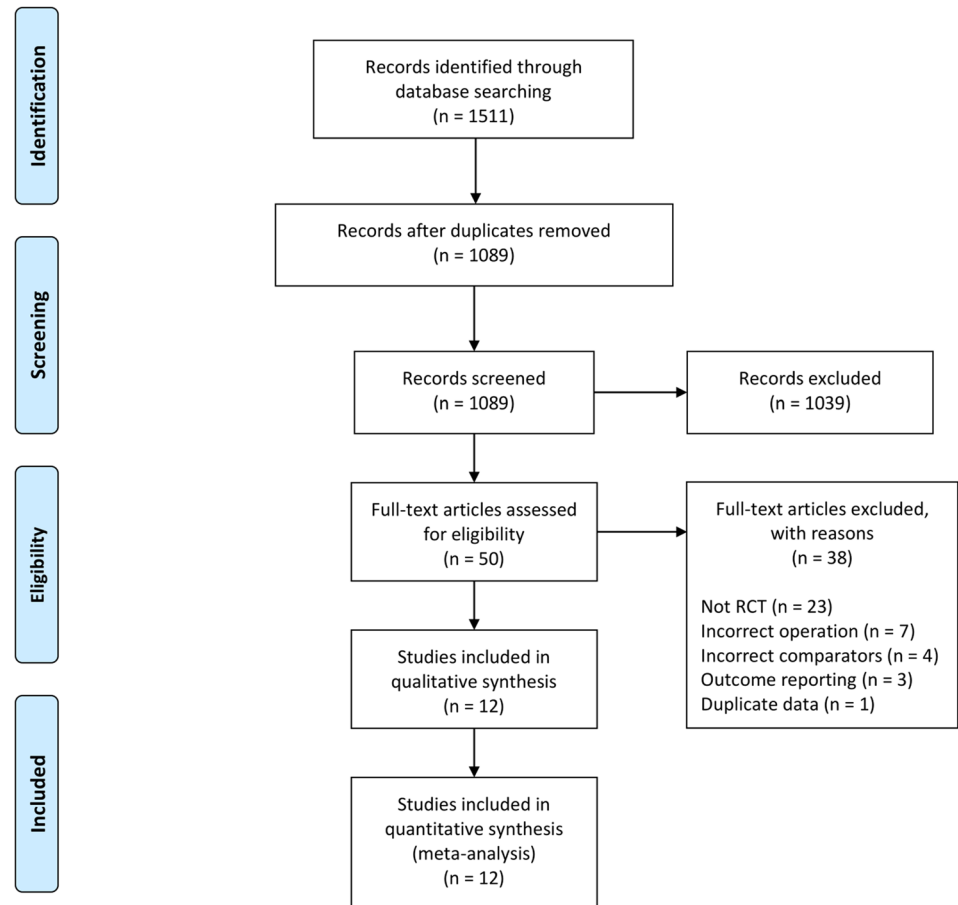 Identification
Records identified through
database searching
(n = 1511)
Records after duplicates removed
(n = 1089)
Screening
Records screened
(n = 1089)
Records excluded
(n = 1039)
Eligibility
Full-text articles assessed
for eligibility
(n = 50)
Full-text articles excluded,
with reasons
(n = 38)
Not RCT (n = 23)
Incorrect operation (n = 7)
Incorrect comparators (n = 4)
Outcome reporting (n = 3)
Duplicate data (n = 1)
Studies included in
qualitative synthesis
(n = 12)
Included
Studies included in
quantitative synthesis
(meta-analysis)
(n = 12)